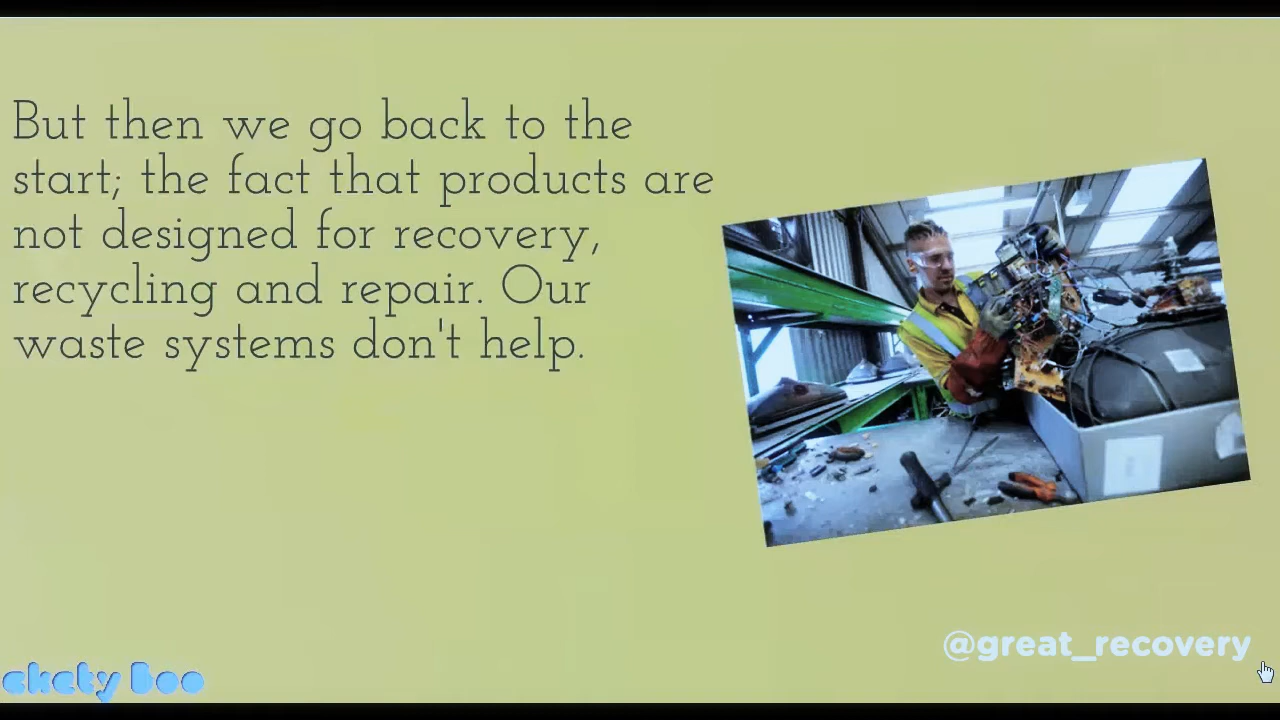 But then we go back to the
start; the fact that products are
not designed for recovery,
recycling and repair. Our
waste systems don't help.
@great_recovery
Boo